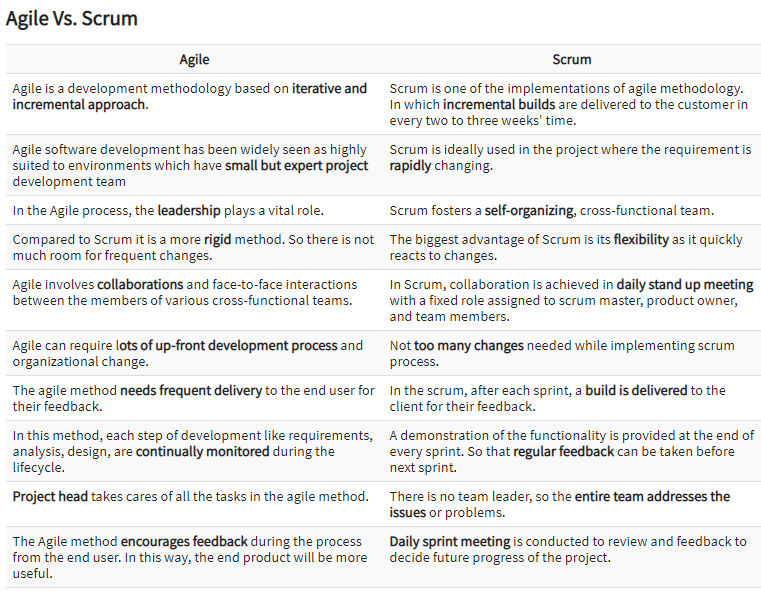 Agile Vs. Scrum
Agile
Scrum
Agile is a development methodology based on iterative and
incremental approach.
Scrum is one of the implementations of agile methodology.
In which incremental builds are delivered to the customer in
every two to three weeks' time.
Agile software development has been widely seen as highly
suited to environments which have small but expert project
development team
Scrum is ideally used in the project where the requirement is
rapidly changing.
In the Agile process, the leadership plays a vital role.
Scrum fosters a self-organizing, cross-functional team.
Compared to Scrum it is a more rigid method. So there is not
much room for frequent changes.
The biggest advantage of Scrum is its flexibility as it quickly
reacts to changes.
Agile involves collaborations and face-to-face interactions
between the members of various cross-functional teams.
In Scrum, collaboration is achieved in daily stand up meeting
with a fixed role assigned to scrum master, product owner,
and team members.
Agile can require lots of up-front development process and
organizational change.
Not too many changes needed while implementing scrum
process.
The agile method needs frequent delivery to the end user for
their feedback.
In the scrum, after each sprint, a build is delivered to the
client for their feedback.
In this method, each step of development like requirements,
analysis, design, are continually monitored during the
lifecycle.
A demonstration of the functionality is provided at the end of
every sprint. So that regular feedback can be taken before
next sprint.
Project head takes cares of all the tasks in the agile method.
There is no team leader, so the entire team addresses the
issues or problems.
The Agile method encourages feedback during the process
from the end user. In this way, the end product will be more
useful.
Daily sprint meeting is conducted to review and feedback to
decide future progress of the project.